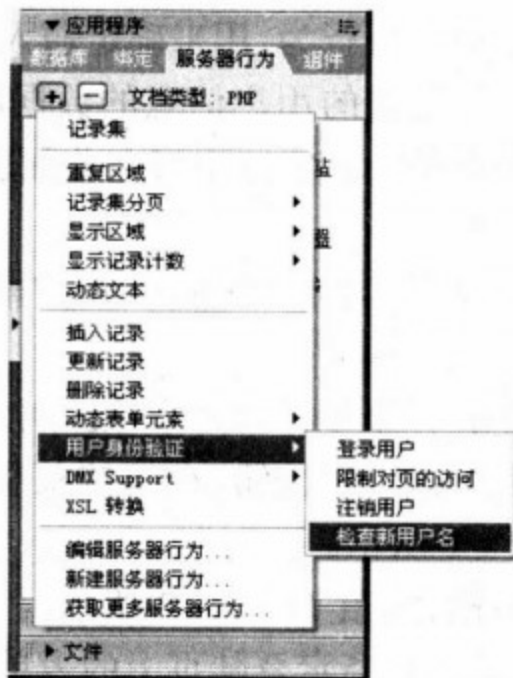 应用程序
数据库 绑定 服务器行为 组件
文档类型: PHP
记录集
重复区域
记录集分页
显示区域
显示记录计数
动态文本
插入记录
更新记录
删除记录
动态表单元素
用户身份验证
登录用户
DMX Support
限制对页的访问
XSL 转换
注销用户
检查新用户名
编辑服务器行为...
新建服务器行为...
获取更多服务器行为...
文件